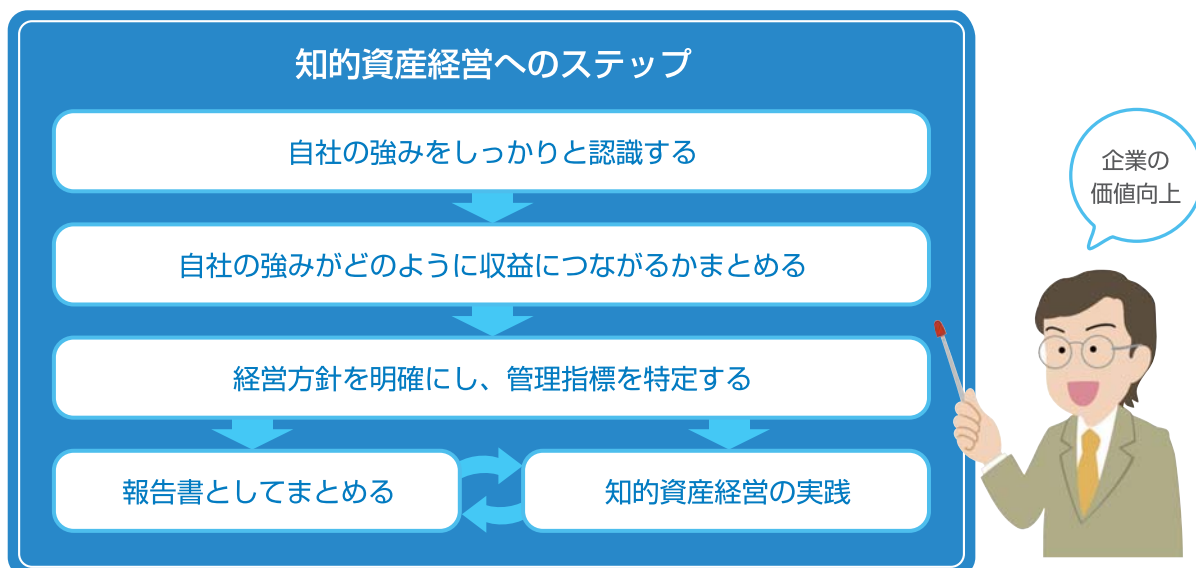 知的資産経営へのステップ
自社の強みをしっかりと認識する
自社の強みがどのように収益につながるかまとめる
経営方針を明確にし、管理指標を特定する
報告書としてまとめる
知的資産経営の実践
企業の
価値向上